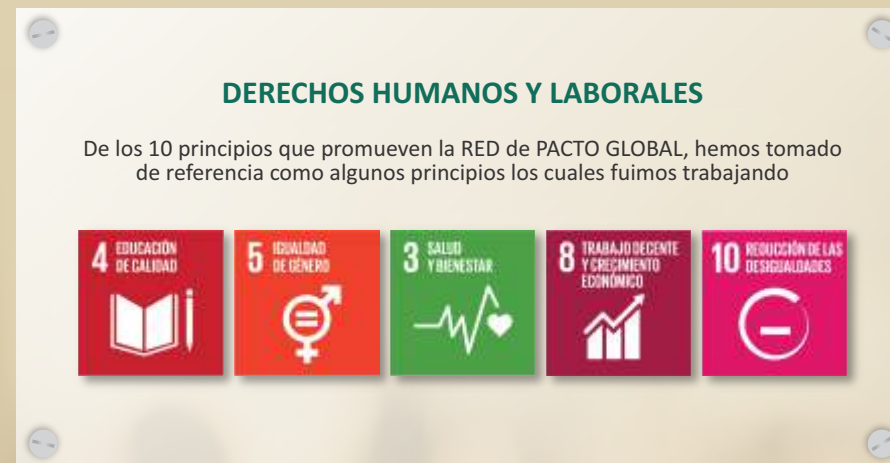 DERECHOS HUMANOS Y LABORALES
De los 10 principios que promueven la RED de PACTO GLOBAL, hemos tomado
de referencia como algunos principios los cuales fuimos trabajando
4 EDUCACIÓN
DE CALIDAD
5 IGUALDAD
DE GÉNERO
3 SALUD
Y BIENESTAR
8 TRABAJO DECENTE
Y CRECIMIENTO
ECONÓMICO
10 REDUCCIÓN DE LAS
DESIGUALDADES